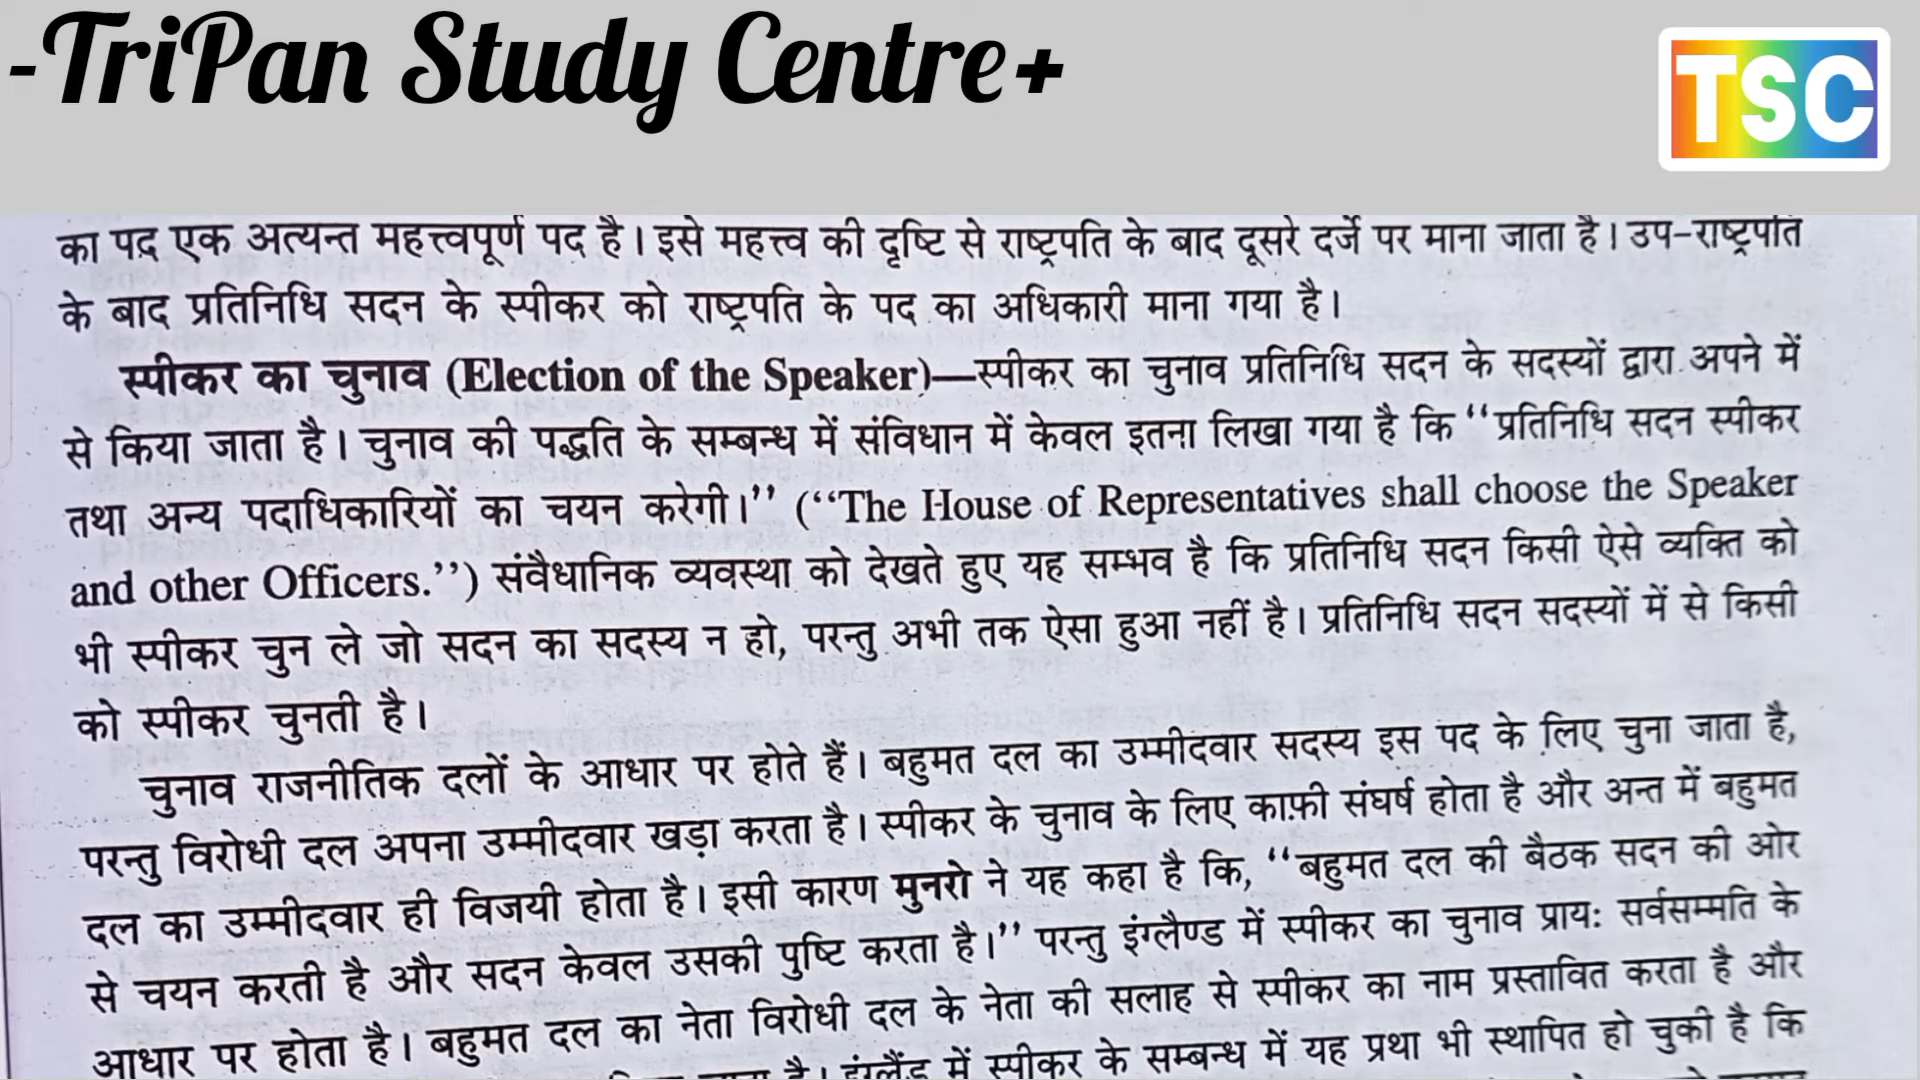 -TriPan Study Centre+
TSC
का पद एक अत्यन्त महत्त्वपूर्ण पद है। इसे महत्त्व की दृष्टि से राष्ट्रपति के बाद दूसरे दर्जे पर माना जाता है। उप-राष्ट्रपति
के बाद प्रतिनिधि सदन के स्पीकर को राष्ट्रपति के पद का अधिकारी माना गया है।
स्पीकर का चुनाव (Election of the Speaker)—स्पीकर का चुनाव प्रतिनिधि सदन के सदस्यों द्वारा अपने में
से किया जाता है। चुनाव की पद्धति के सम्बन्ध में संविधान में केवल इतना लिखा गया है कि ‘‘प्रतिनिधि सदन स्पीकर
तथा अन्य पदाधिकारियों का चयन करेगी।’’ (‘‘The House of Representatives shall choose the Speaker
and other Officers.’’) संवैधानिक व्यवस्था को देखते हुए यह सम्भव है कि प्रतिनिधि सदन किसी ऐसे व्यक्ति को
भी स्पीकर चुन ले जो सदन का सदस्य न हो, परन्तु अभी तक ऐसा हुआ नहीं है। प्रतिनिधि सदन सदस्यों में से किसी
को स्पीकर चुनती है।
चुनाव राजनीतिक दलों के आधार पर होते हैं। बहुमत दल का उम्मीदवार सदस्य इस पद के लिए चुना जाता है,
परन्तु विरोधी दल अपना उम्मीदवार खड़ा करता है। स्पीकर के चुनाव के लिए काफ़ी संघर्ष होता है और अन्त में बहुमत
दल का उम्मीदवार ही विजयी होता है। इसी कारण मुनरो ने यह कहा है कि, ‘‘बहुमत दल की बैठक सदन की ओर
से चयन करती है और सदन केवल उसकी पुष्टि करता है।’’ परन्तु इंग्लैण्ड में स्पीकर का चुनाव प्रायः सर्वसम्मति के
आधार पर होता है। बहुमत दल का नेता विरोधी दल के नेता की सलाह से स्पीकर का नाम प्रस्तावित करता है और
है। इंग्लैंड में स्पीकर के सम्बन्ध में यह प्रथा भी स्थापित हो चुकी है कि